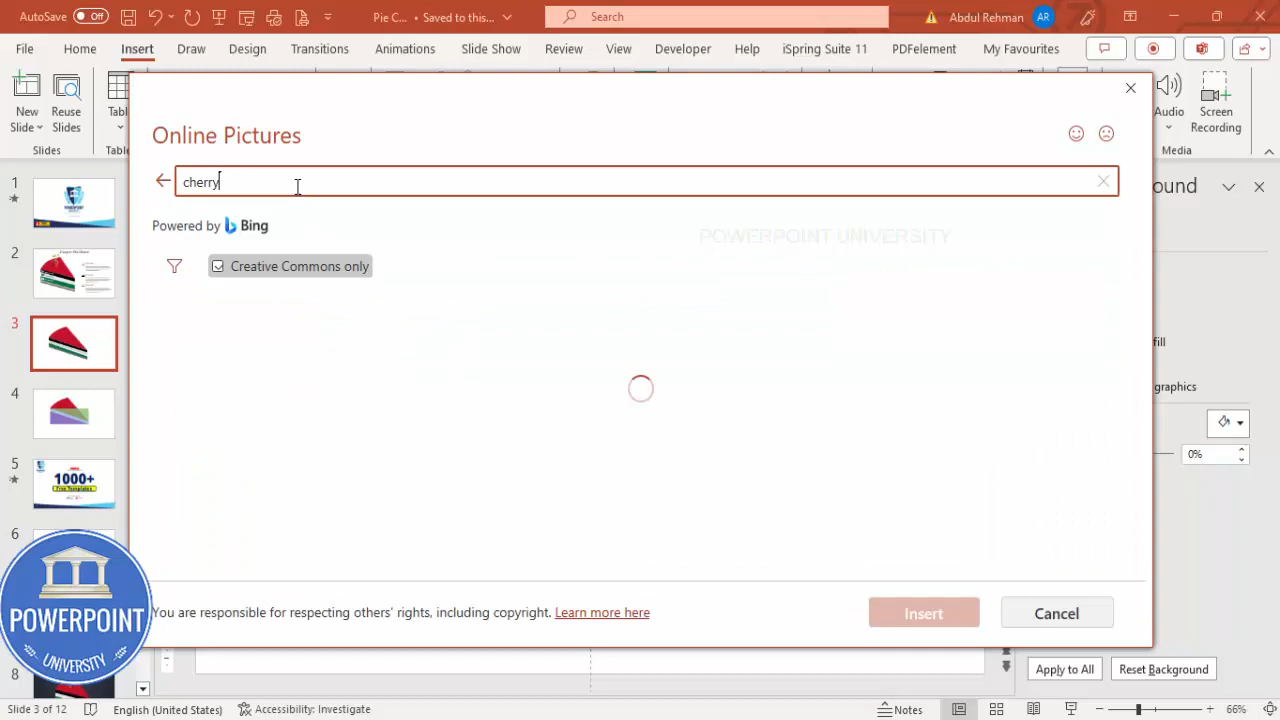 AutoSave Off Pie C... • Saved to this... Search Abdul Rehman AR
File Home Insert Draw Design Transitions Animations Slide Show Review View Developer Help iSpring Suite 11 PDFelement My Favourites
New Slide Reuse Slides Audio Screen Recording
Slides Media
Online Pictures
cherry
Powered by Bing
POWERPOINT UNIVERSITY
Creative Commons only
fill
graphics
0%
1
2
3
4
5
1000+
6
8
POWERPOINT
UNIVERSITY
You are responsible for respecting others' rights, including copyright. Learn more here
Insert Cancel
Apply to All Reset Background
Slide 3 of 12 English (United States) Accessibility: Investigate Notes 66%